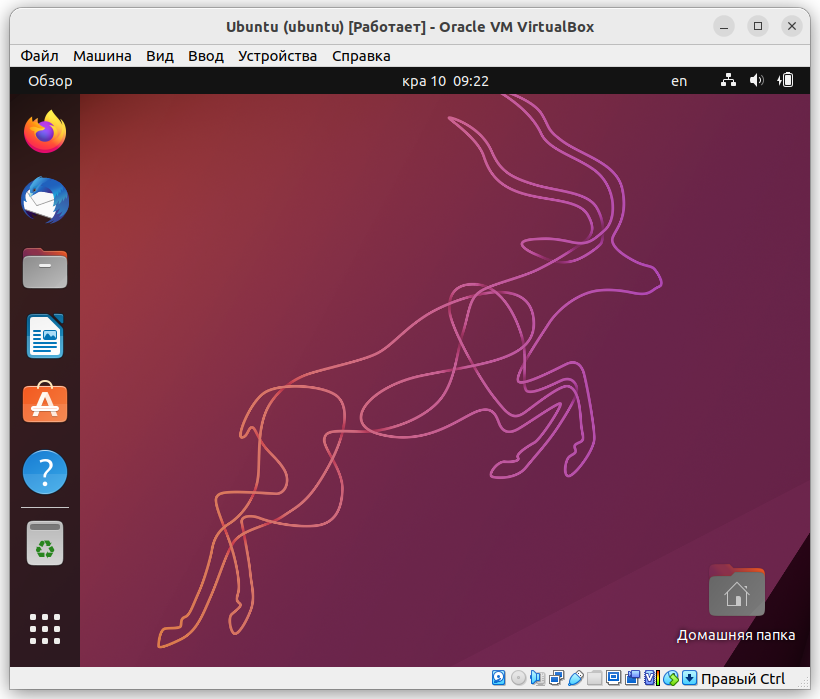 Ubuntu (ubuntu) [Работает] - Oracle VM VirtualBox
Файл Машина Вид Ввод Устройства Справка
Обзор кра 10 09:22 en
Домашняя папка
Правый Ctrl